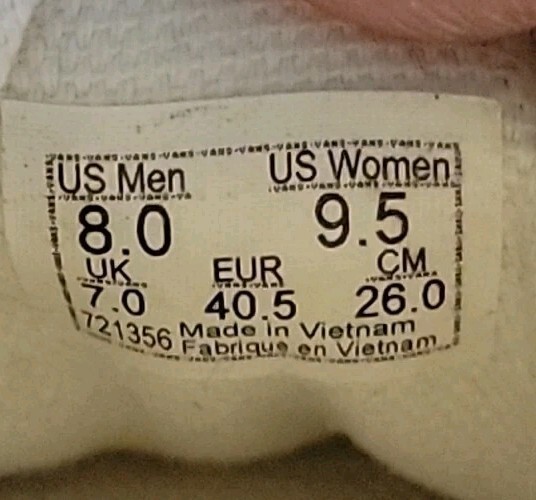 US Men US Women
8.0 9.5
UK EUR CM
7.0 40.5 26.0
721356 Made in Vietnam
Fabrique en Vietnam